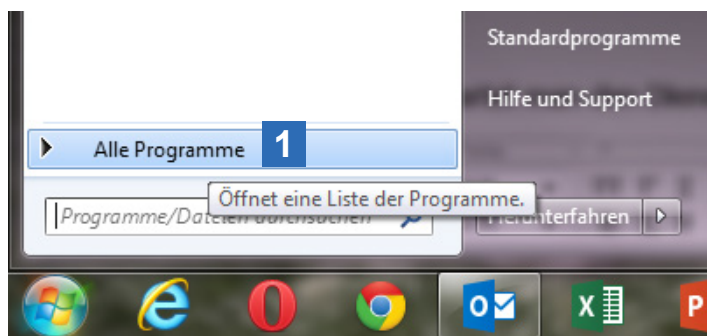 Standardprogramme
Hilfe und Support
Alle Programme 1
Öffnet eine Liste der Programme.
Programme/Dateien durchsuchen
Herunterfahren